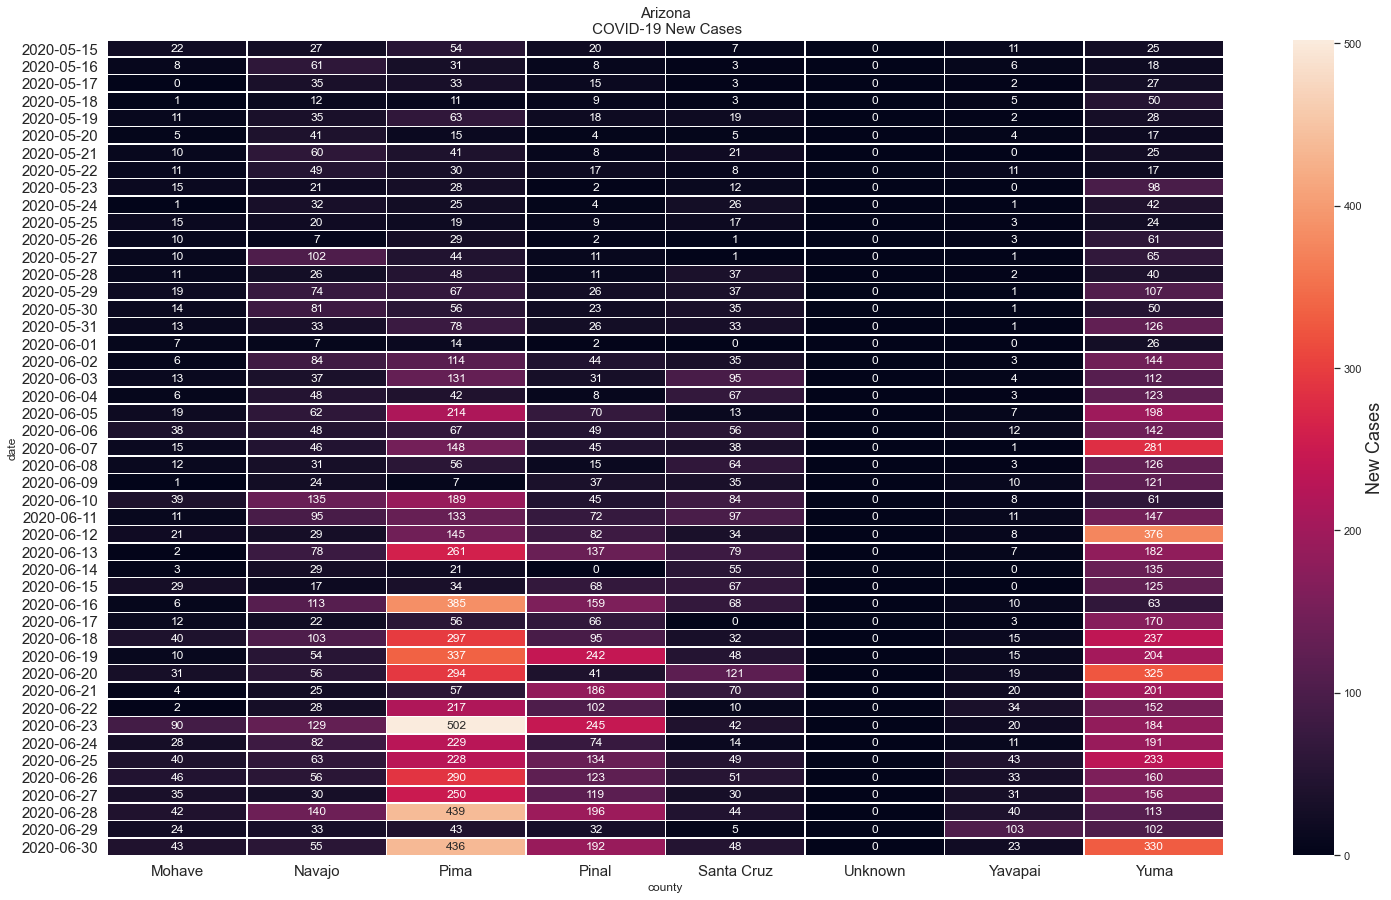 Arizona
COVID-19 New Cases
2020-05-15 22 27 54 20 7 0 11 25
2020-05-16 8 61 31 8 3 0 6 18
2020-05-17 0 35 33 15 3 0 2 27
2020-05-18 1 12 11 9 3 0 5 50
2020-05-19 11 35 63 18 19 0 2 28
2020-05-20 5 41 15 4 5 0 4 17
2020-05-21 10 60 41 8 21 0 0 25
2020-05-22 11 49 30 17 8 0 11 17
2020-05-23 15 21 28 2 12 0 0 98
2020-05-24 1 32 25 4 26 0 1 42
2020-05-25 15 20 19 9 17 0 3 24
2020-05-26 10 7 29 2 1 0 3 61
2020-05-27 10 102 44 11 1 0 1 65
2020-05-28 11 26 48 11 37 0 2 40
2020-05-29 19 74 67 26 37 0 1 107
2020-05-30 14 81 56 23 35 0 1 50
2020-05-31 13 33 78 26 33 0 1 126
2020-06-01 7 7 14 2 0 0 0 26
2020-06-02 6 84 114 44 35 0 3 144
2020-06-03 13 37 131 31 95 0 4 112
2020-06-04 6 48 42 8 67 0 3 123
2020-06-05 19 62 214 70 13 0 7 198
2020-06-06 38 48 67 49 56 0 12 142
2020-06-07 15 46 148 45 38 0 1 281
2020-06-08 12 31 56 15 64 0 3 126
2020-06-09 1 24 7 37 35 0 10 121
2020-06-10 39 135 189 45 84 0 8 61
2020-06-11 11 95 133 72 97 0 11 147
2020-06-12 21 29 145 82 34 0 8 376
2020-06-13 2 78 261 137 79 0 7 182
2020-06-14 3 29 21 0 55 0 0 135
2020-06-15 29 17 34 68 67 0 0 125
2020-06-16 6 113 385 159 68 0 10 63
2020-06-17 12 22 56 66 0 0 3 170
2020-06-18 40 103 297 95 32 0 15 237
2020-06-19 10 54 337 242 48 0 15 204
2020-06-20 31 56 294 41 121 0 19 325
2020-06-21 4 25 57 186 70 0 20 201
2020-06-22 2 28 217 102 10 0 34 152
2020-06-23 90 129 502 245 42 0 20 184
2020-06-24 28 82 229 74 14 0 11 191
2020-06-25 40 63 228 134 49 0 43 233
2020-06-26 46 56 290 123 51 0 33 160
2020-06-27 35 30 250 119 30 0 31 156
2020-06-28 42 140 439 196 44 0 40 113
2020-06-29 24 33 43 32 5 0 103 102
2020-06-30 43 55 436 192 48 0 23 330
Mohave Navajo Pima Pinal Santa Cruz Unknown Yavapai Yuma
county
date
500
400
300
200
100
0
New Cases